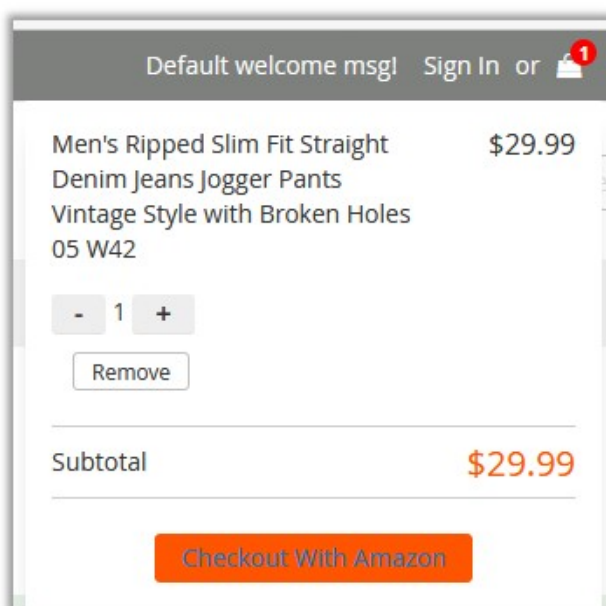 Default welcome msg! Sign In or 1
Men's Ripped Slim Fit Straight $29.99
Denim Jeans Jogger Pants
Vintage Style with Broken Holes
05 W42
- 1 +
Remove
Subtotal $29.99
Checkout With Amazon